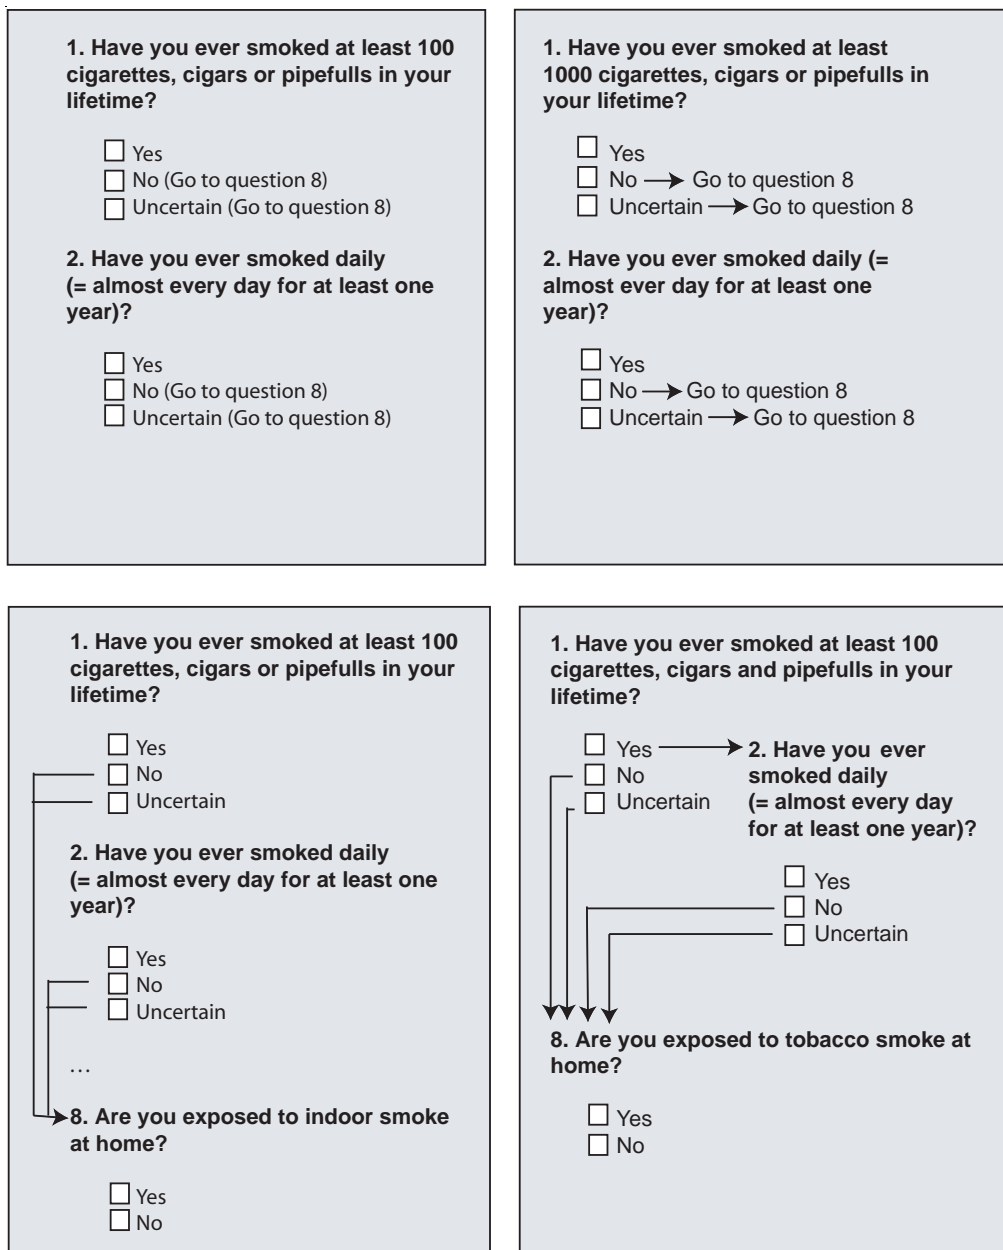 1. Have you ever smoked at least 100
cigarettes, cigars or pipefulls in your
lifetime?
Yes
No (Go to question 8)
Uncertain (Go to question 8)
2. Have you ever smoked daily
(= almost every day for at least one
year)?
Yes
No (Go to question 8)
Uncertain (Go to question 8)
1. Have you ever smoked at least
1000 cigarettes, cigars or pipefulls in
your lifetime?
Yes
No → Go to question 8
Uncertain → Go to question 8
2. Have you ever smoked daily (=
almost ever day for at least one
year)?
Yes
No → Go to question 8
Uncertain → Go to question 8
1. Have you ever smoked at least 100
cigarettes, cigars or pipefulls in your
lifetime?
Yes
No
Uncertain
2. Have you ever smoked daily
(= almost every day for at least one
year)?
Yes
No
Uncertain
...
8. Are you exposed to indoor smoke
at home?
Yes
No
1. Have you ever smoked at least 100
cigarettes, cigars and pipefulls in your
lifetime?
Yes
No
Uncertain
2. Have you ever
smoked daily
(= almost every day
for at least one year)?
Yes
No
Uncertain
8. Are you exposed to tobacco smoke at
home?
Yes
No